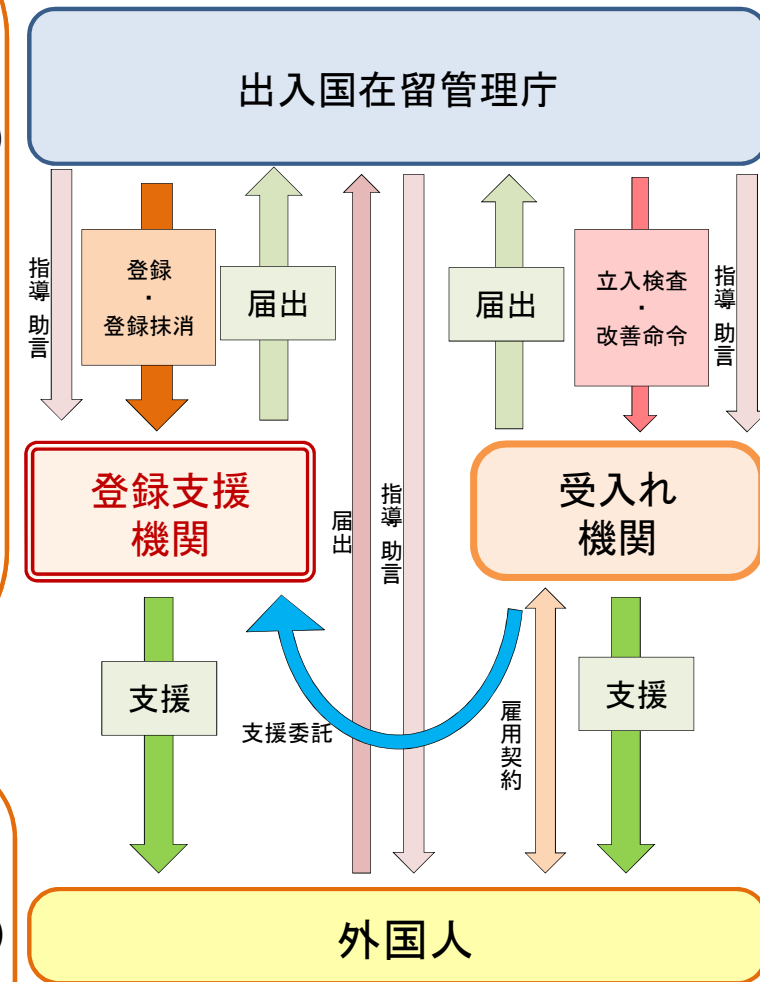 出入国在留管理庁
指導 助言
登録
・
登録抹消
届出
届出
立入検査
・
改善命令
指導 助言
登録支援
機関
届出
指導 助言
受入れ
機関
支援
支援委託
雇用契約
支援
外国人